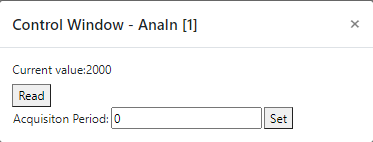 Control Window - AnaIn [1] ×
Current value:2000
Read
Acquisiton Period: 0 Set